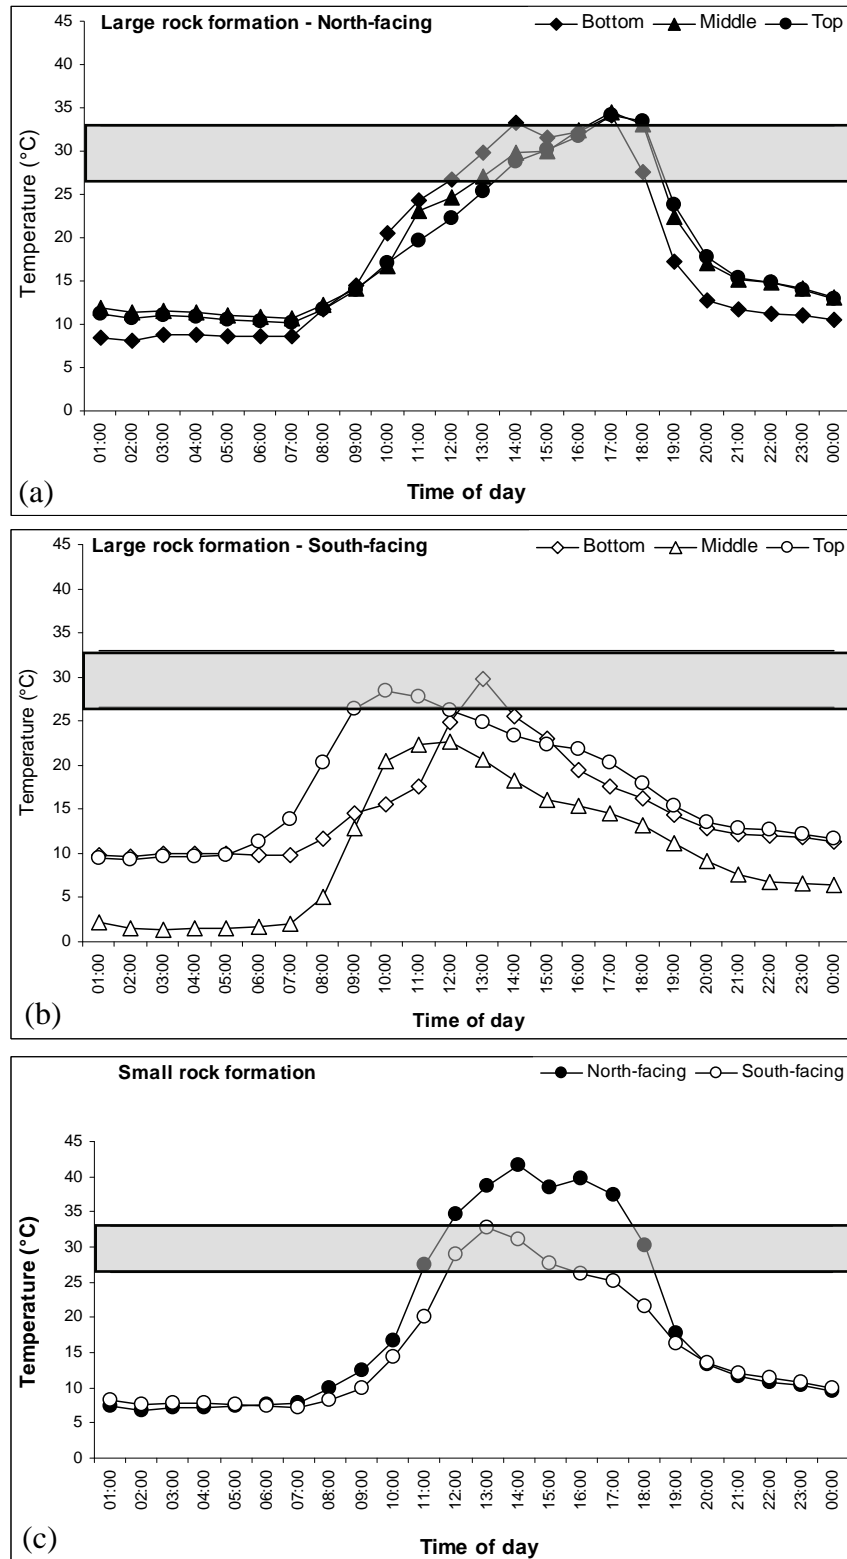 Large rock formation - North-facing
Bottom Middle Top
45
40
35
30
25
20
15
10
5
0
Temperature (°C)
01:00 02:00 03:00 04:00 05:00 06:00 07:00 08:00 09:00 10:00 11:00 12:00 13:00 14:00 15:00 16:00 17:00 18:00 19:00 20:00 21:00 22:00 23:00 00:00
Time of day
(a)
Large rock formation - South-facing
Bottom Middle Top
45
40
35
30
25
20
15
10
5
0
Temperature (°C)
01:00 02:00 03:00 04:00 05:00 06:00 07:00 08:00 09:00 10:00 11:00 12:00 13:00 14:00 15:00 16:00 17:00 18:00 19:00 20:00 21:00 22:00 23:00 00:00
Time of day
(b)
Small rock formation
North-facing South-facing
45
40
35
30
25
20
15
10
5
0
Temperature (°C)
01:00 02:00 03:00 04:00 05:00 06:00 07:00 08:00 09:00 10:00 11:00 12:00 13:00 14:00 15:00 16:00 17:00 18:00 19:00 20:00 21:00 22:00 23:00 00:00
Time of day
(c)